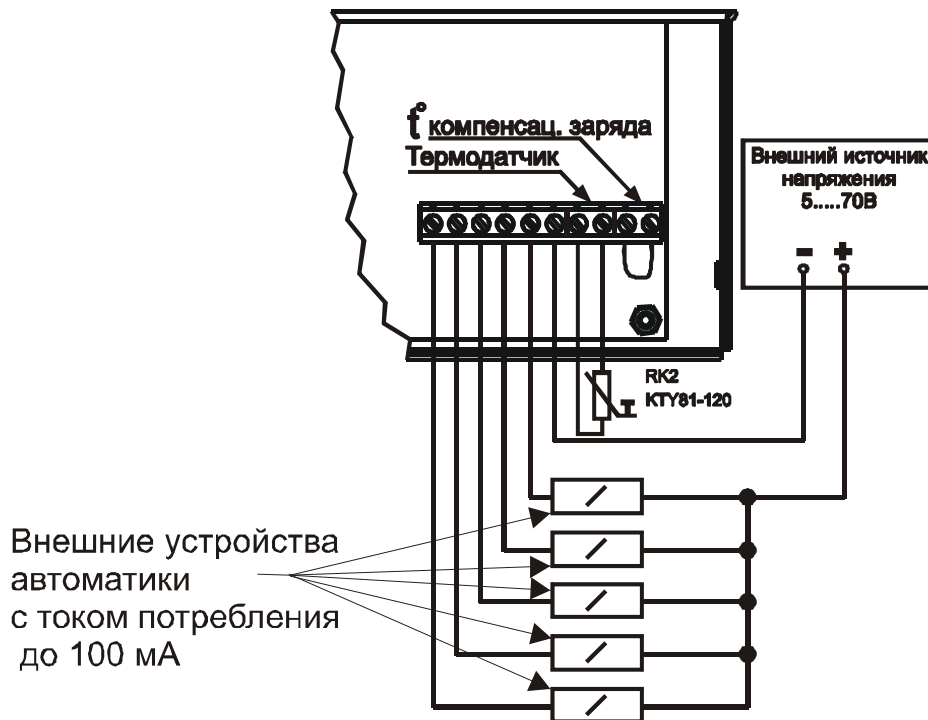 t° компенсац. заряда
Термодатчик
Внешний источник
напряжения
5.....70В
- +
RK2
KTY81-120
T
Внешние устройства
автоматики
с током потребления
до 100 мА